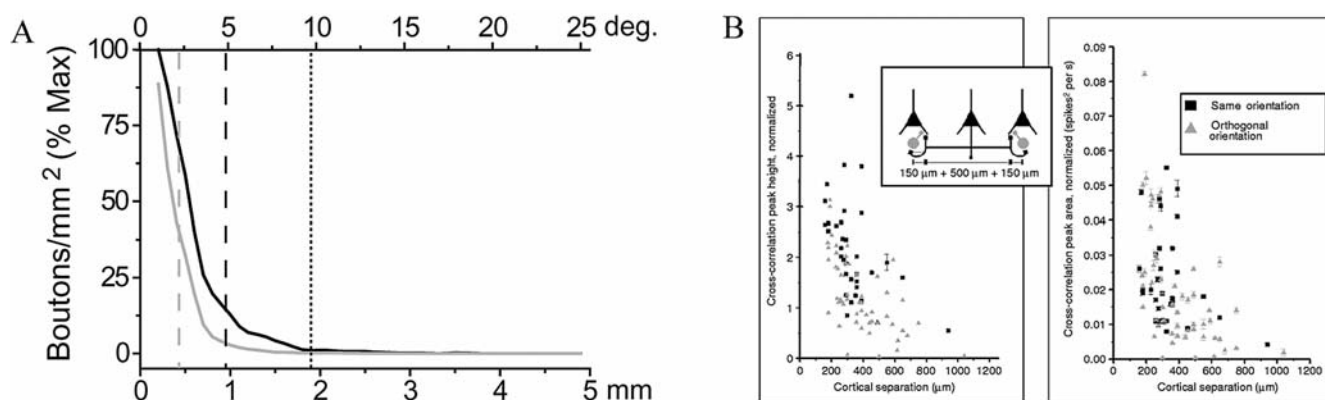 A
0 5 10 15 20 25 deg.
Boutons/mm² (% Max)
100
75
50
25
0
0 1 2 3 4 5 mm
B
Cross-correlation peak height, normalized
6
5
4
3
2
1
0
150 µm + 500 µm + 150 µm
0 200 400 600 800 1000 1200
Cortical separation (µm)
Cross-correlation peak area, normalized (spikes² per s)
0.09
0.08
0.07
0.06
0.05
0.04
0.03
0.02
0.01
0.00
Same orientation
Orthogonal
orientation
0 200 400 600 800 1000 1200
Cortical separation (µm)